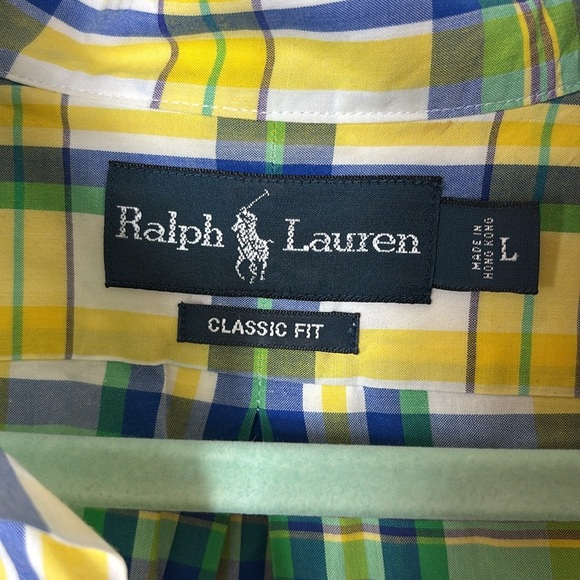 Ralph Lauren
MADE IN
HONG KONG
L
CLASSIC FIT